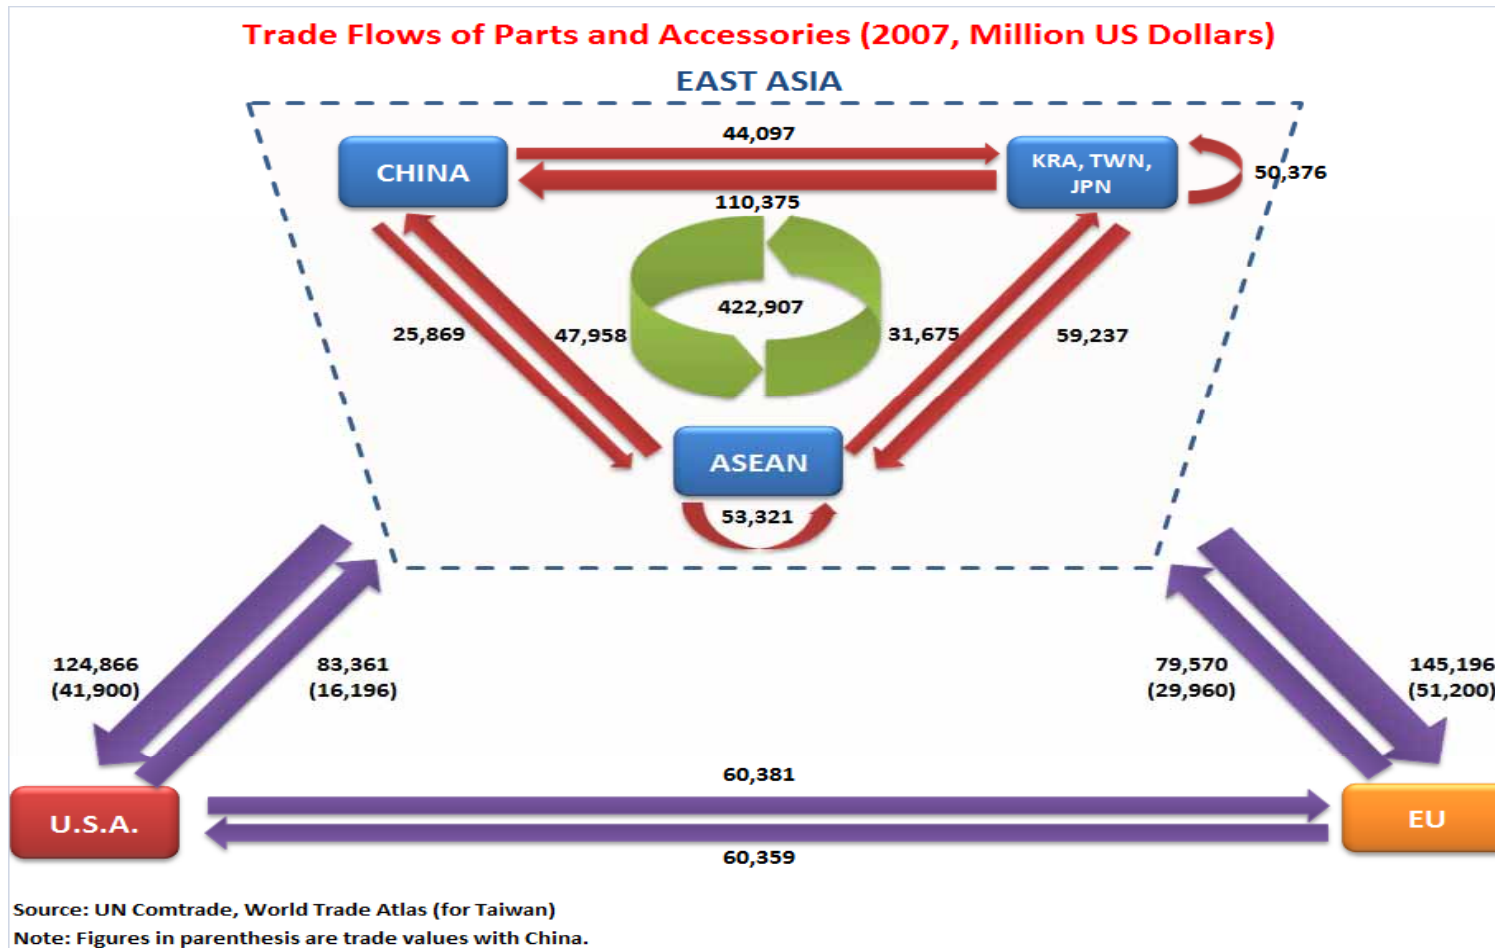 Trade Flows of Parts and Accessories (2007, Million US Dollars)
EAST ASIA
44,097
CHINA
KRA, TWN,
JPN
50,376
110,375
422,907
25,869
47,958
31,675
59,237
ASEAN
53,321
124,866
(41,900)
83,361
(16,196)
79,570
(29,960)
145,196
(51,200)
60,381
U.S.A.
EU
60,359
Source: UN Comtrade, World Trade Atlas (for Taiwan)
Note: Figures in parenthesis are trade values with China.